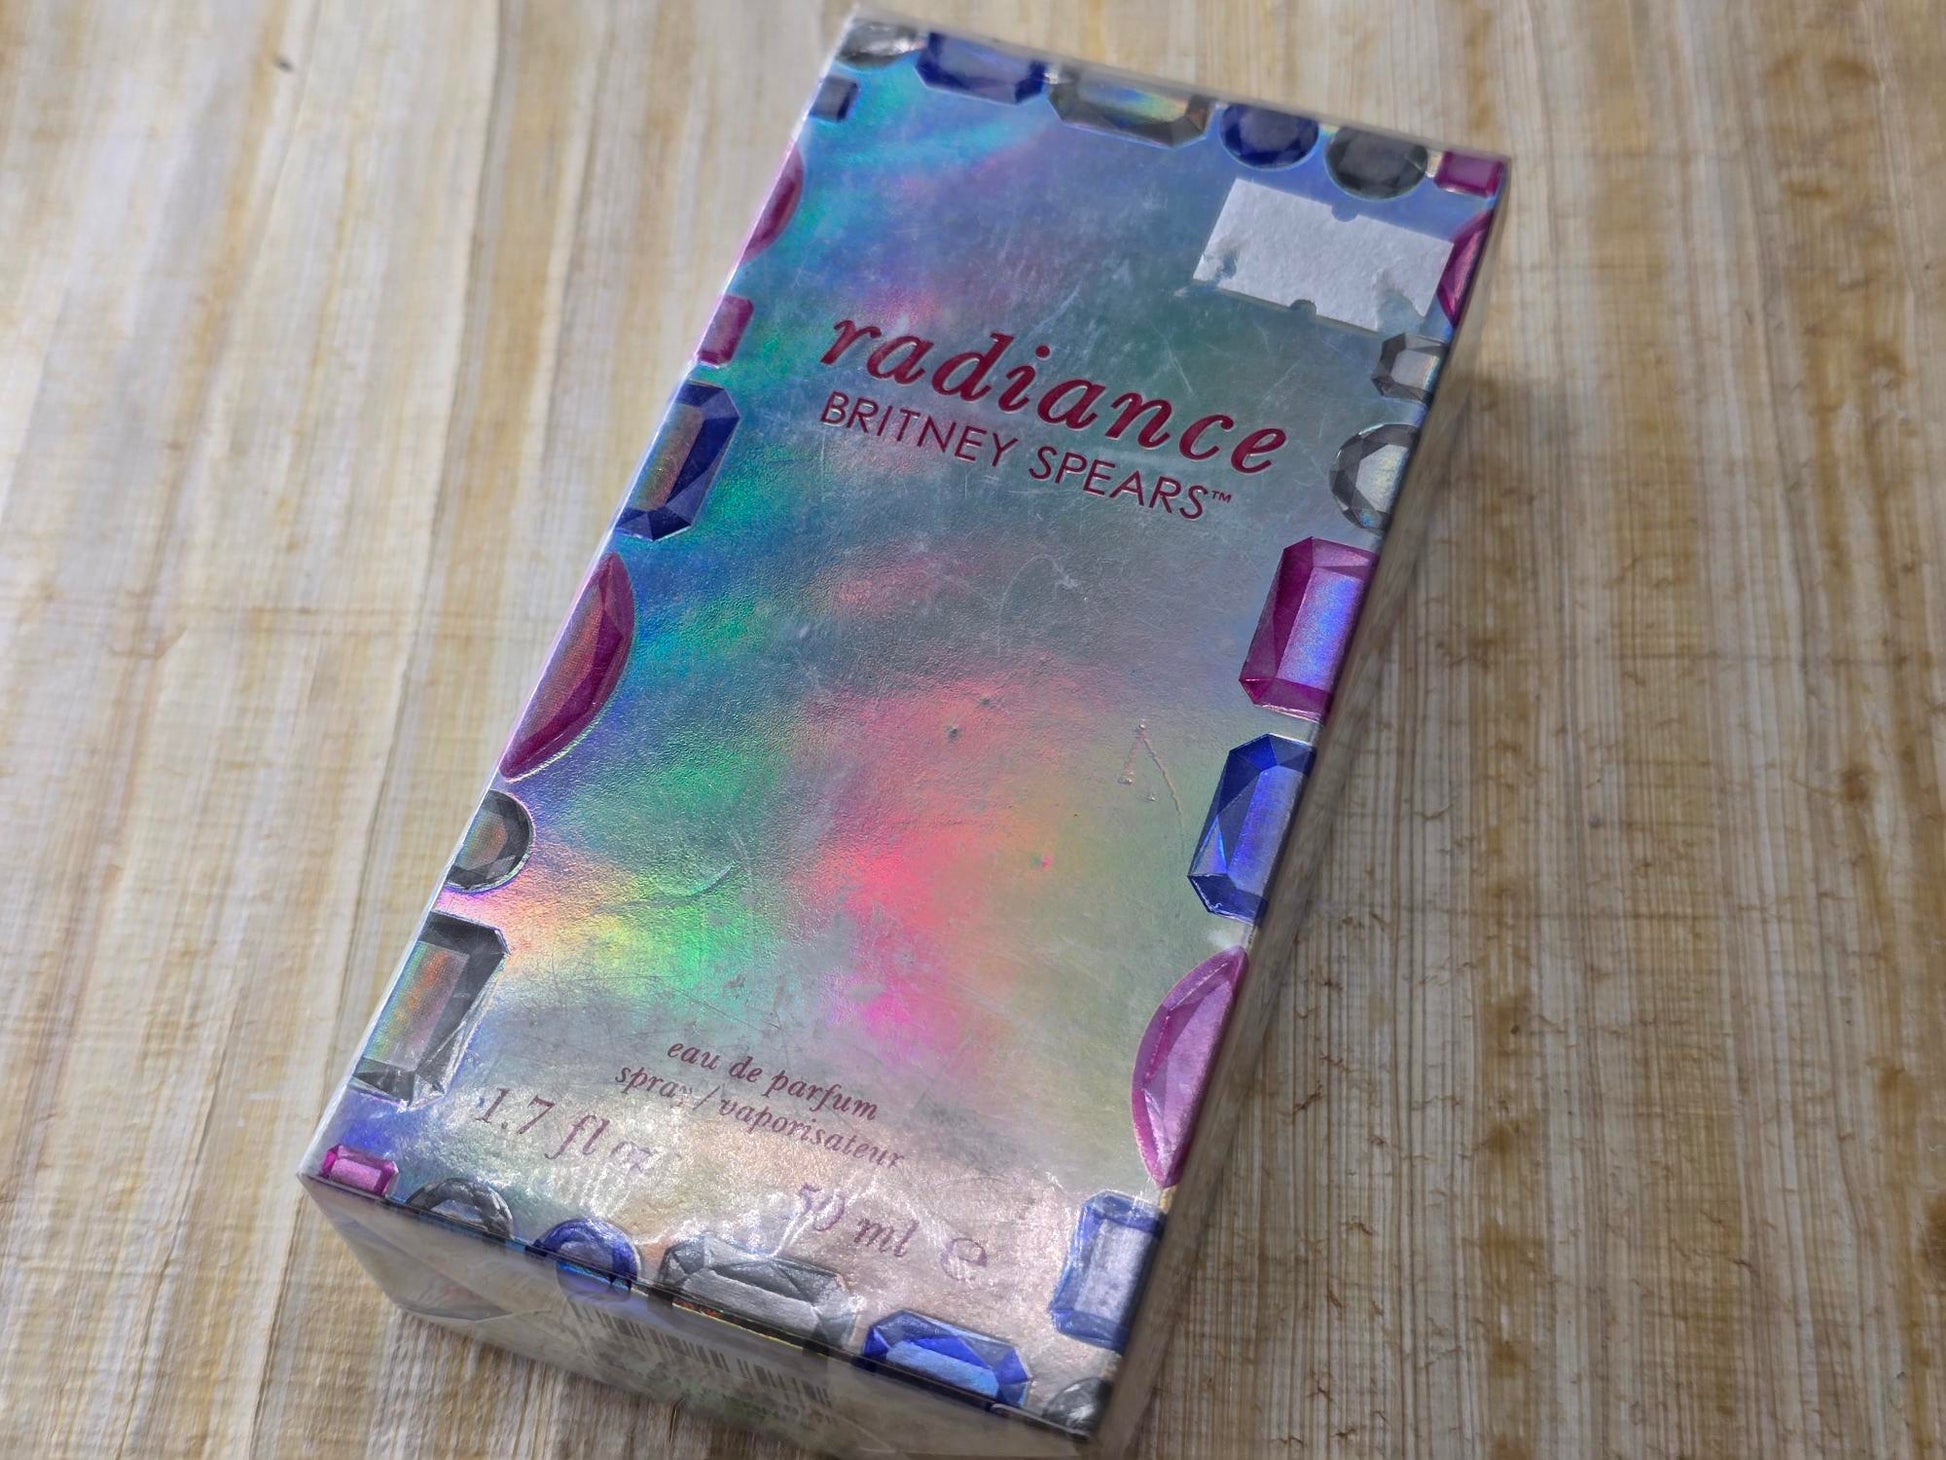 radiance
BRITNEY SPEARS™
eau de parfum
spray/vaporisateur
1.7 fl oz
50 ml ℮